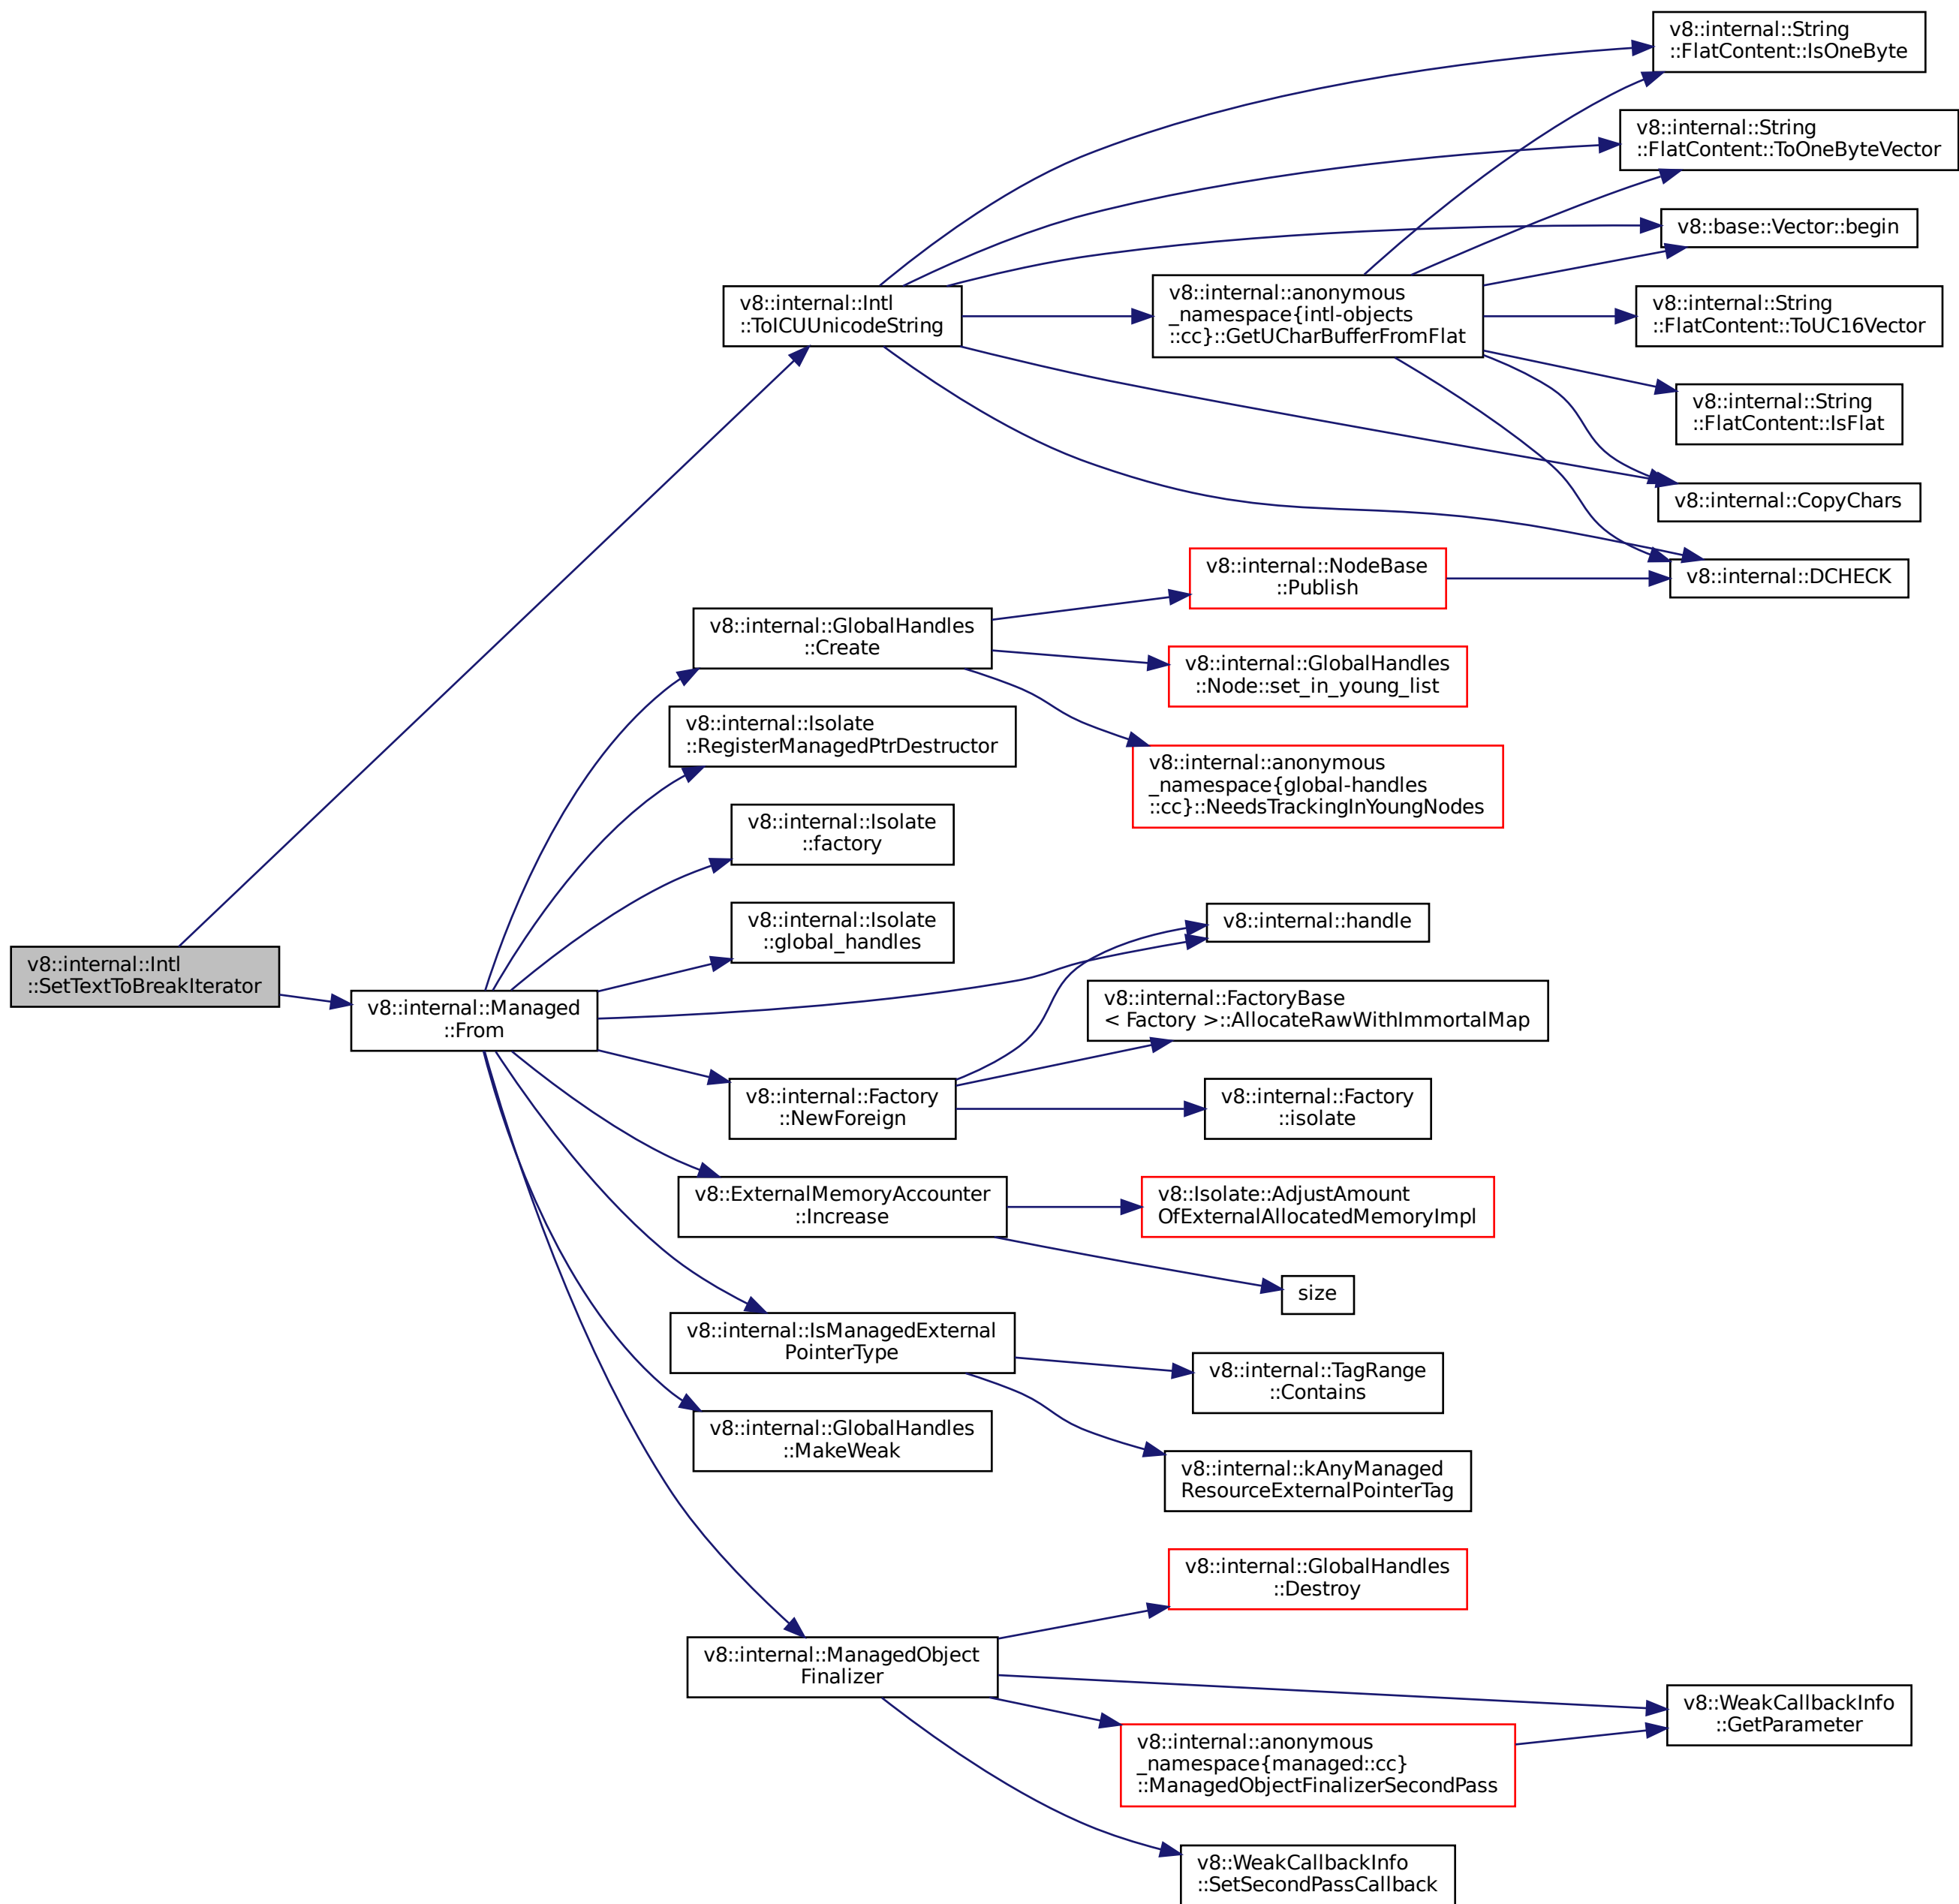 v8::internal::String
::FlatContent::IsOneByte
v8::internal::String
::FlatContent::ToOneByteVector
v8::base::Vector::begin
v8::internal::Intl
::ToICUUnicodeString
v8::internal::anonymous
_namespace{intl-objects
::cc}::GetUCharBufferFromFlat
v8::internal::String
::FlatContent::ToUC16Vector
v8::internal::String
::FlatContent::IsFlat
v8::internal::CopyChars
v8::internal::NodeBase
::Publish
v8::internal::DCHECK
v8::internal::GlobalHandles
::Create
v8::internal::GlobalHandles
::Node::set_in_young_list
v8::internal::Isolate
::RegisterManagedPtrDestructor
v8::internal::anonymous
_namespace{global-handles
::cc}::NeedsTrackingInYoungNodes
v8::internal::Isolate
::factory
v8::internal::Isolate
::global_handles
v8::internal::handle
v8::internal::Intl
::SetTextToBreakIterator
v8::internal::Managed
::From
v8::internal::FactoryBase
< Factory >::AllocateRawWithImmortalMap
v8::internal::Factory
::NewForeign
v8::internal::Factory
::isolate
v8::ExternalMemoryAccounter
::Increase
v8::Isolate::AdjustAmount
OfExternalAllocatedMemoryImpl
size
v8::internal::IsManagedExternal
PointerType
v8::internal::TagRange
::Contains
v8::internal::GlobalHandles
::MakeWeak
v8::internal::kAnyManaged
ResourceExternalPointerTag
v8::internal::GlobalHandles
::Destroy
v8::internal::ManagedObject
Finalizer
v8::WeakCallbackInfo
::GetParameter
v8::internal::anonymous
_namespace{managed::cc}
::ManagedObjectFinalizerSecondPass
v8::WeakCallbackInfo
::SetSecondPassCallback